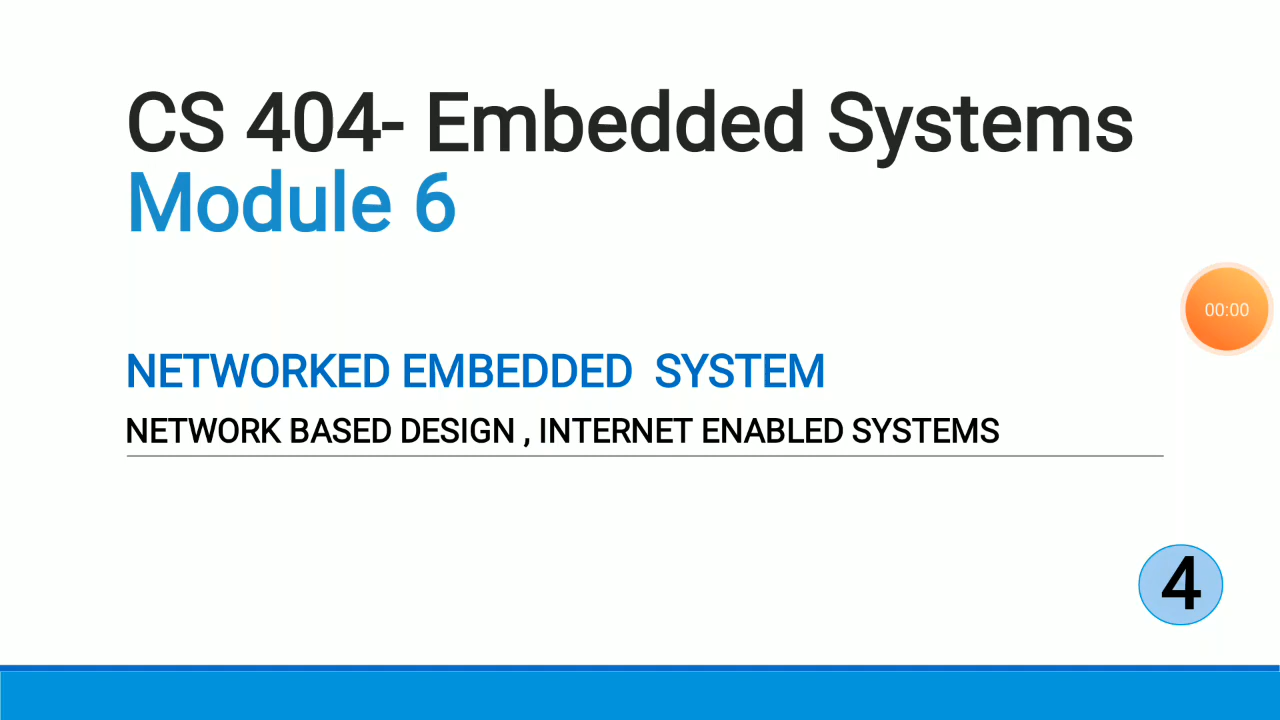 CS 404- Embedded Systems
Module 6
00:00
NETWORKED EMBEDDED SYSTEM
NETWORK BASED DESIGN , INTERNET ENABLED SYSTEMS
4